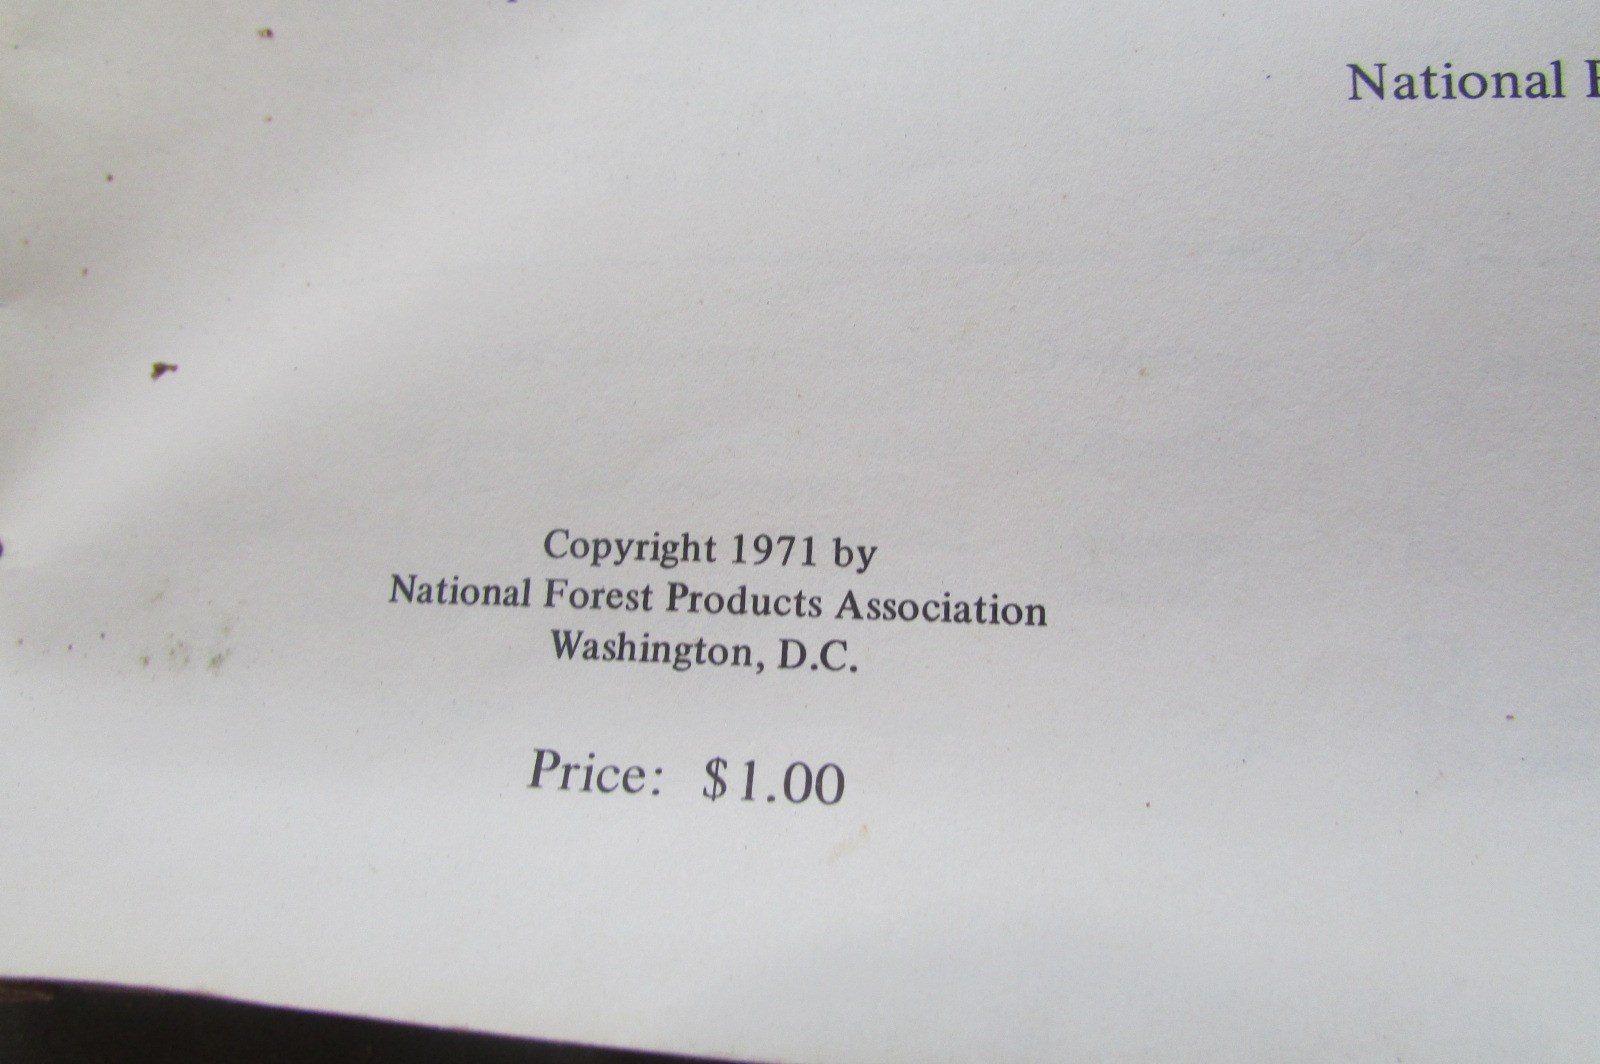 National
Copyright 1971 by
National Forest Products Association
Washington, D.C.
Price: $1.00